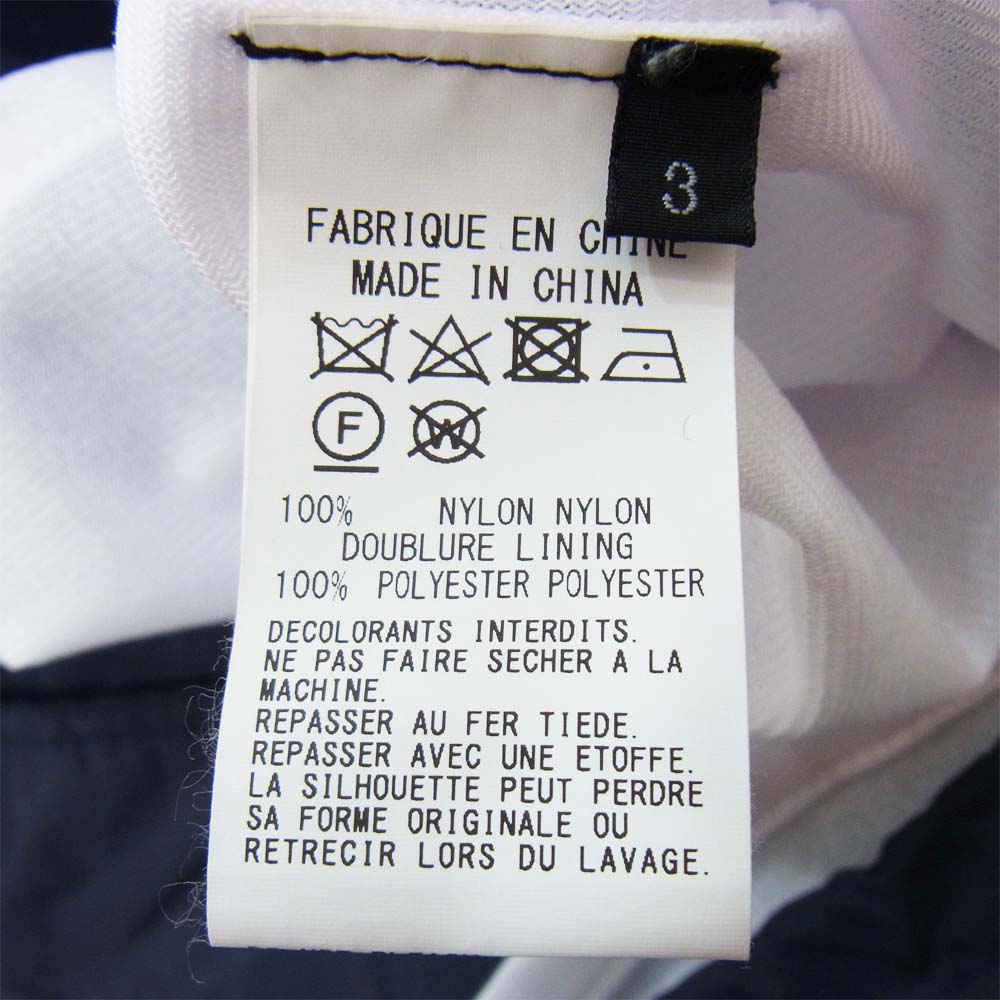 3
FABRIQUE EN CHINE
MADE IN CHINA
F
W
100% NYLON NYLON
DOUBLURE LINING
100% POLYESTER POLYESTER
DECOLORANTS INTERDITS.
NE PAS FAIRE SECHER A LA
MACHINE.
REPASSER AU FER TIEDE.
REPASSER AVEC UNE ETOFFE.
LA SILHOUETTE PEUT PERDRE
SA FORME ORIGINALE OU
RETRECIR LORS DU LAVAGE.